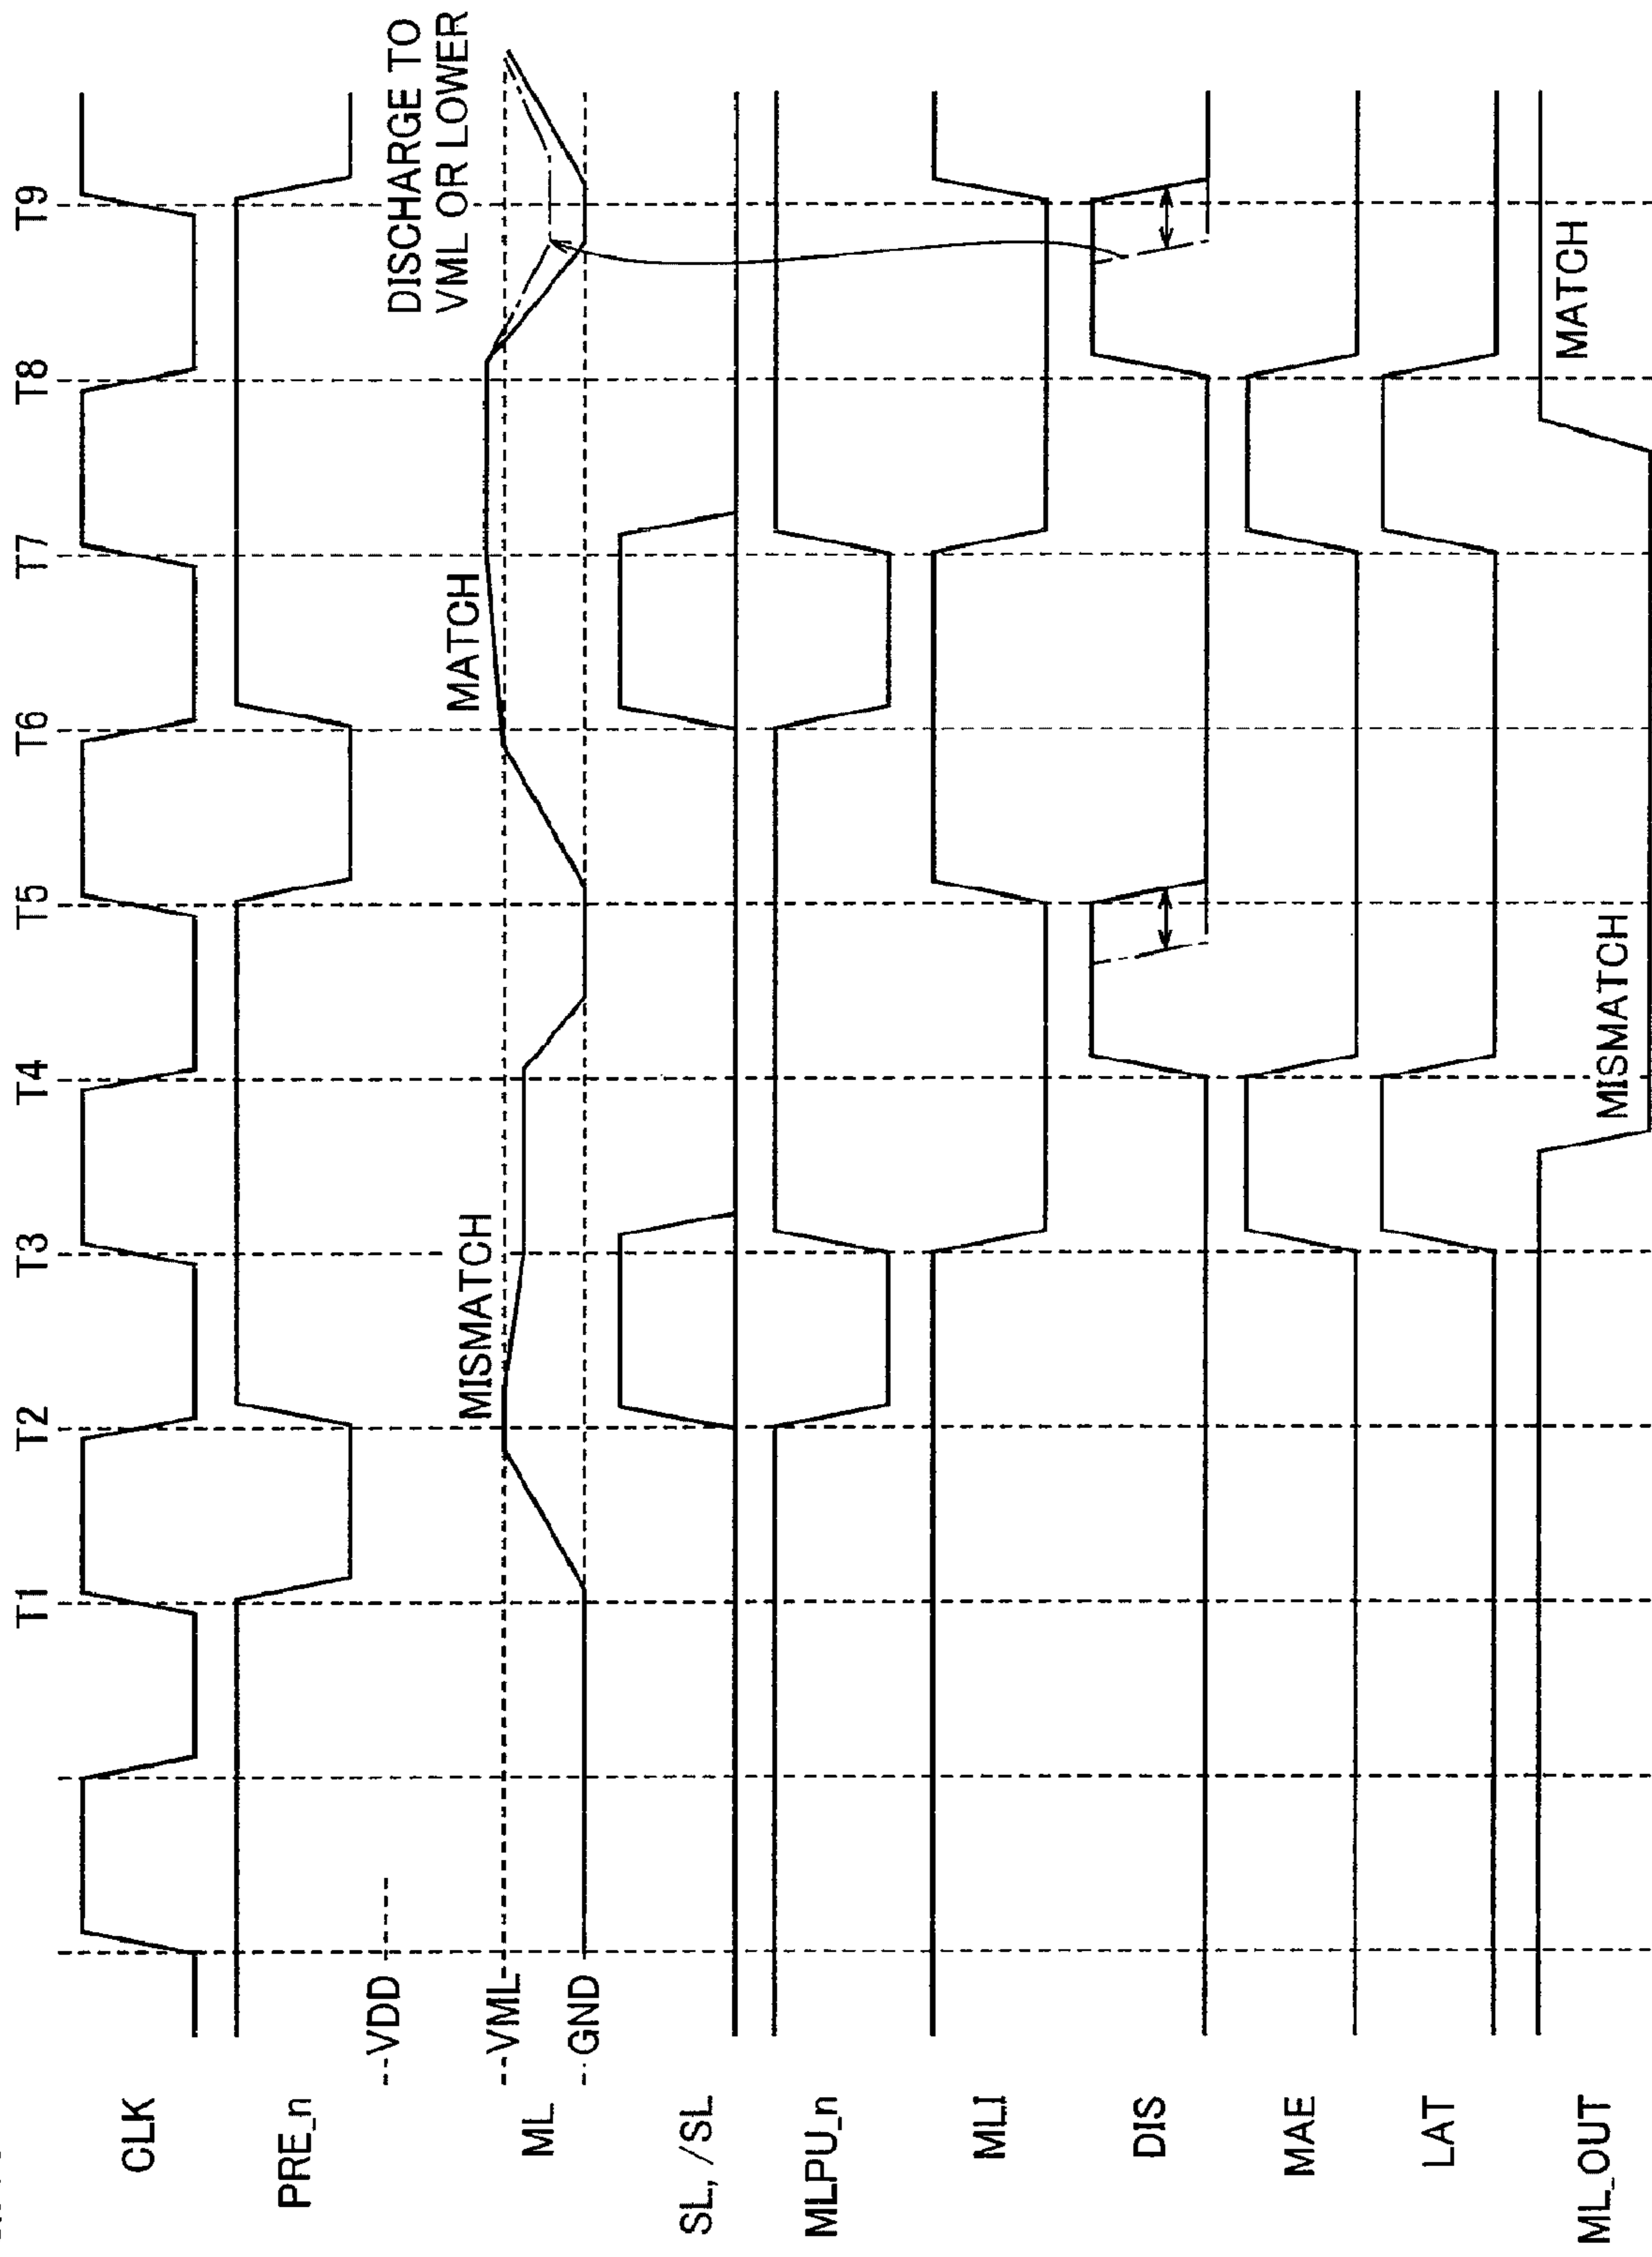 T1 T2 T3 T4 T5 T6 T7 T8 T9
CLK
PRE_n
VDD
DISCHARGE TO
VML OR LOWER
MISMATCH
MATCH
VML
ML
GND
SL, /SL
MLPU_n
MLI
DIS
MAE
LAT
ML_OUT
MISMATCH
MATCH